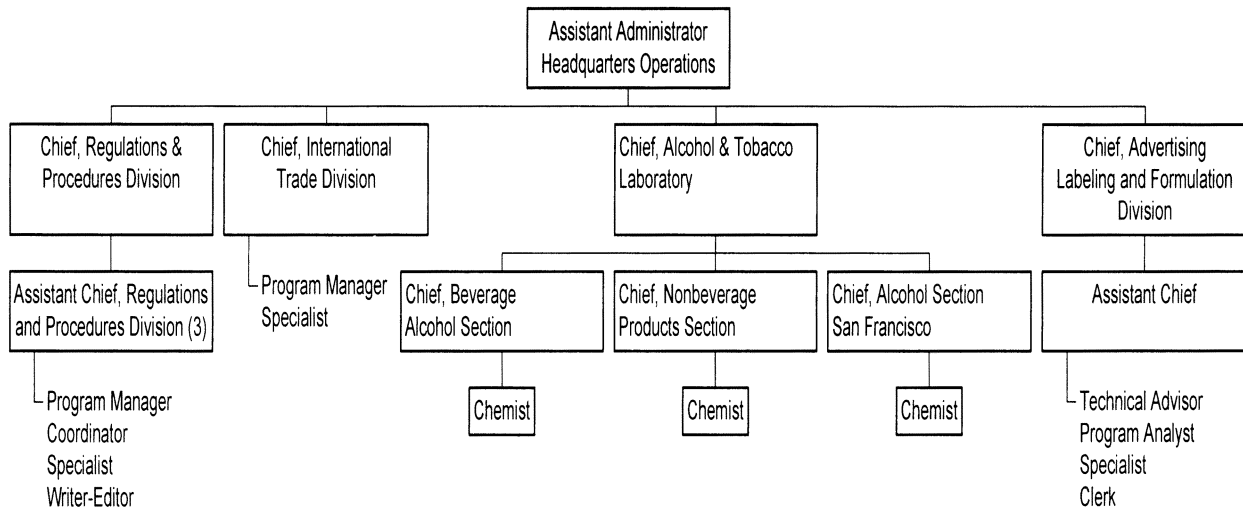 Assistant Administrator
Headquarters Operations
Chief, Regulations &
Procedures Division
Chief, International
Trade Division
Chief, Alcohol & Tobacco
Laboratory
Chief, Advertising
Labeling and Formulation
Division
Assistant Chief, Regulations
and Procedures Division (3)
Program Manager
Specialist
Chief, Beverage
Alcohol Section
Chief, Nonbeverage
Products Section
Chief, Alcohol Section
San Francisco
Assistant Chief
Program Manager
Coordinator
Specialist
Writer-Editor
Chemist
Chemist
Chemist
Technical Advisor
Program Analyst
Specialist
Clerk